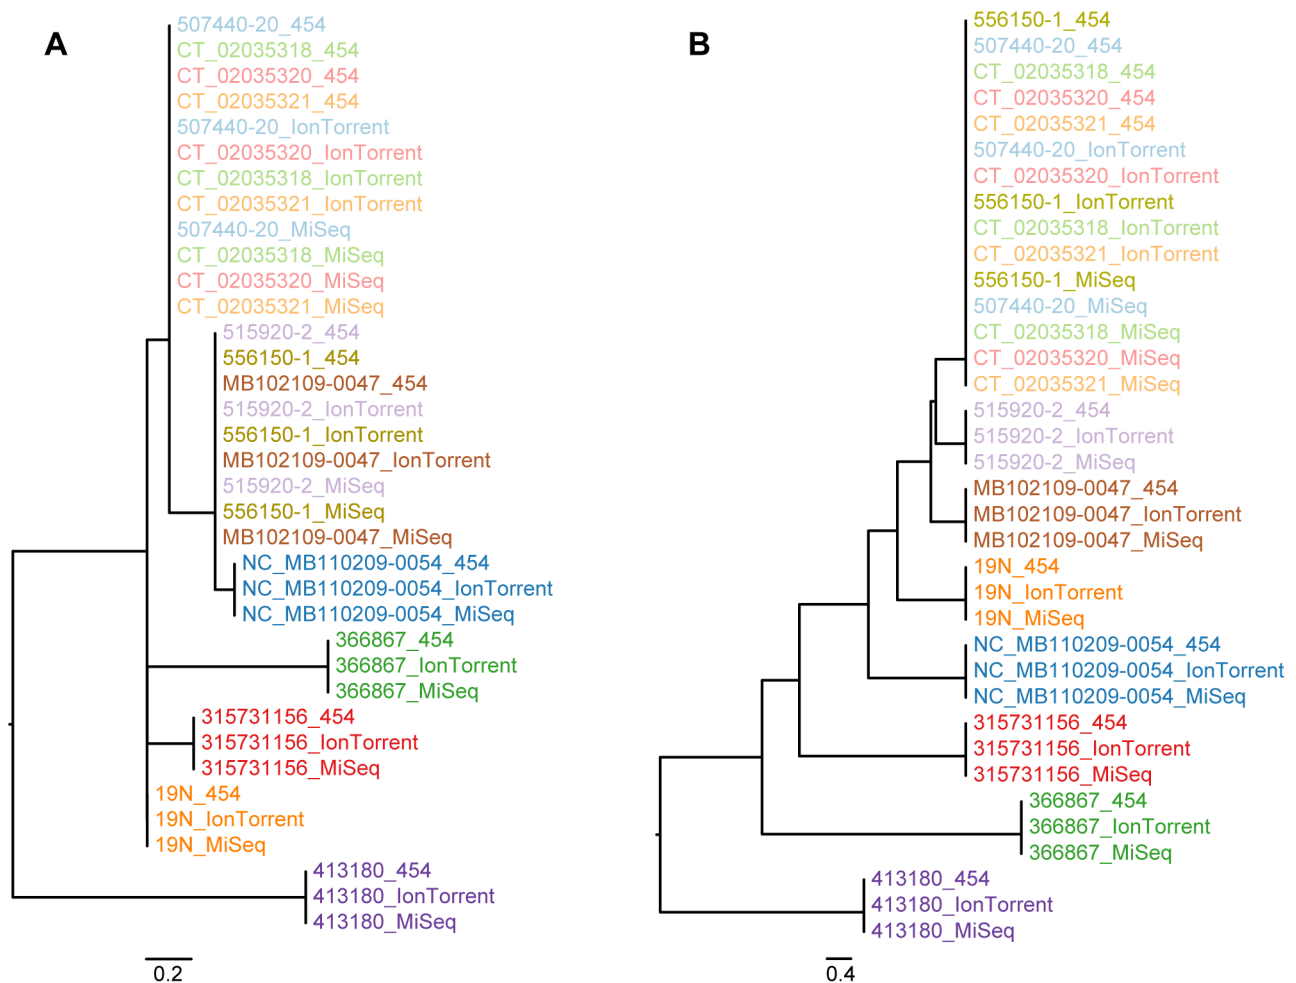 A
507440-20_454
CT_02035318_454
CT_02035320_454
CT_02035321_454
507440-20_IonTorrent
CT_02035320_IonTorrent
CT_02035318_IonTorrent
CT_02035321_IonTorrent
507440-20_MiSeq
CT_02035318_MiSeq
CT_02035320_MiSeq
CT_02035321_MiSeq
515920-2_454
556150-1_454
MB102109-0047_454
515920-2_IonTorrent
556150-1_IonTorrent
MB102109-0047_IonTorrent
515920-2_MiSeq
556150-1_MiSeq
MB102109-0047_MiSeq
NC_MB110209-0054_454
NC_MB110209-0054_IonTorrent
NC_MB110209-0054_MiSeq
366867_454
366867_IonTorrent
366867_MiSeq
315731156_454
315731156_IonTorrent
315731156_MiSeq
19N_454
19N_IonTorrent
19N_MiSeq
413180_454
413180_IonTorrent
413180_MiSeq
0.2
B
556150-1_454
507440-20_454
CT_02035318_454
CT_02035320_454
CT_02035321_454
507440-20_IonTorrent
CT_02035320_IonTorrent
556150-1_IonTorrent
CT_02035318_IonTorrent
CT_02035321_IonTorrent
556150-1_MiSeq
507440-20_MiSeq
CT_02035318_MiSeq
CT_02035320_MiSeq
CT_02035321_MiSeq
515920-2_454
515920-2_IonTorrent
515920-2_MiSeq
MB102109-0047_454
MB102109-0047_IonTorrent
MB102109-0047_MiSeq
19N_454
19N_IonTorrent
19N_MiSeq
NC_MB110209-0054_454
NC_MB110209-0054_IonTorrent
NC_MB110209-0054_MiSeq
315731156_454
315731156_IonTorrent
315731156_MiSeq
366867_454
366867_IonTorrent
366867_MiSeq
413180_454
413180_IonTorrent
413180_MiSeq
0.4